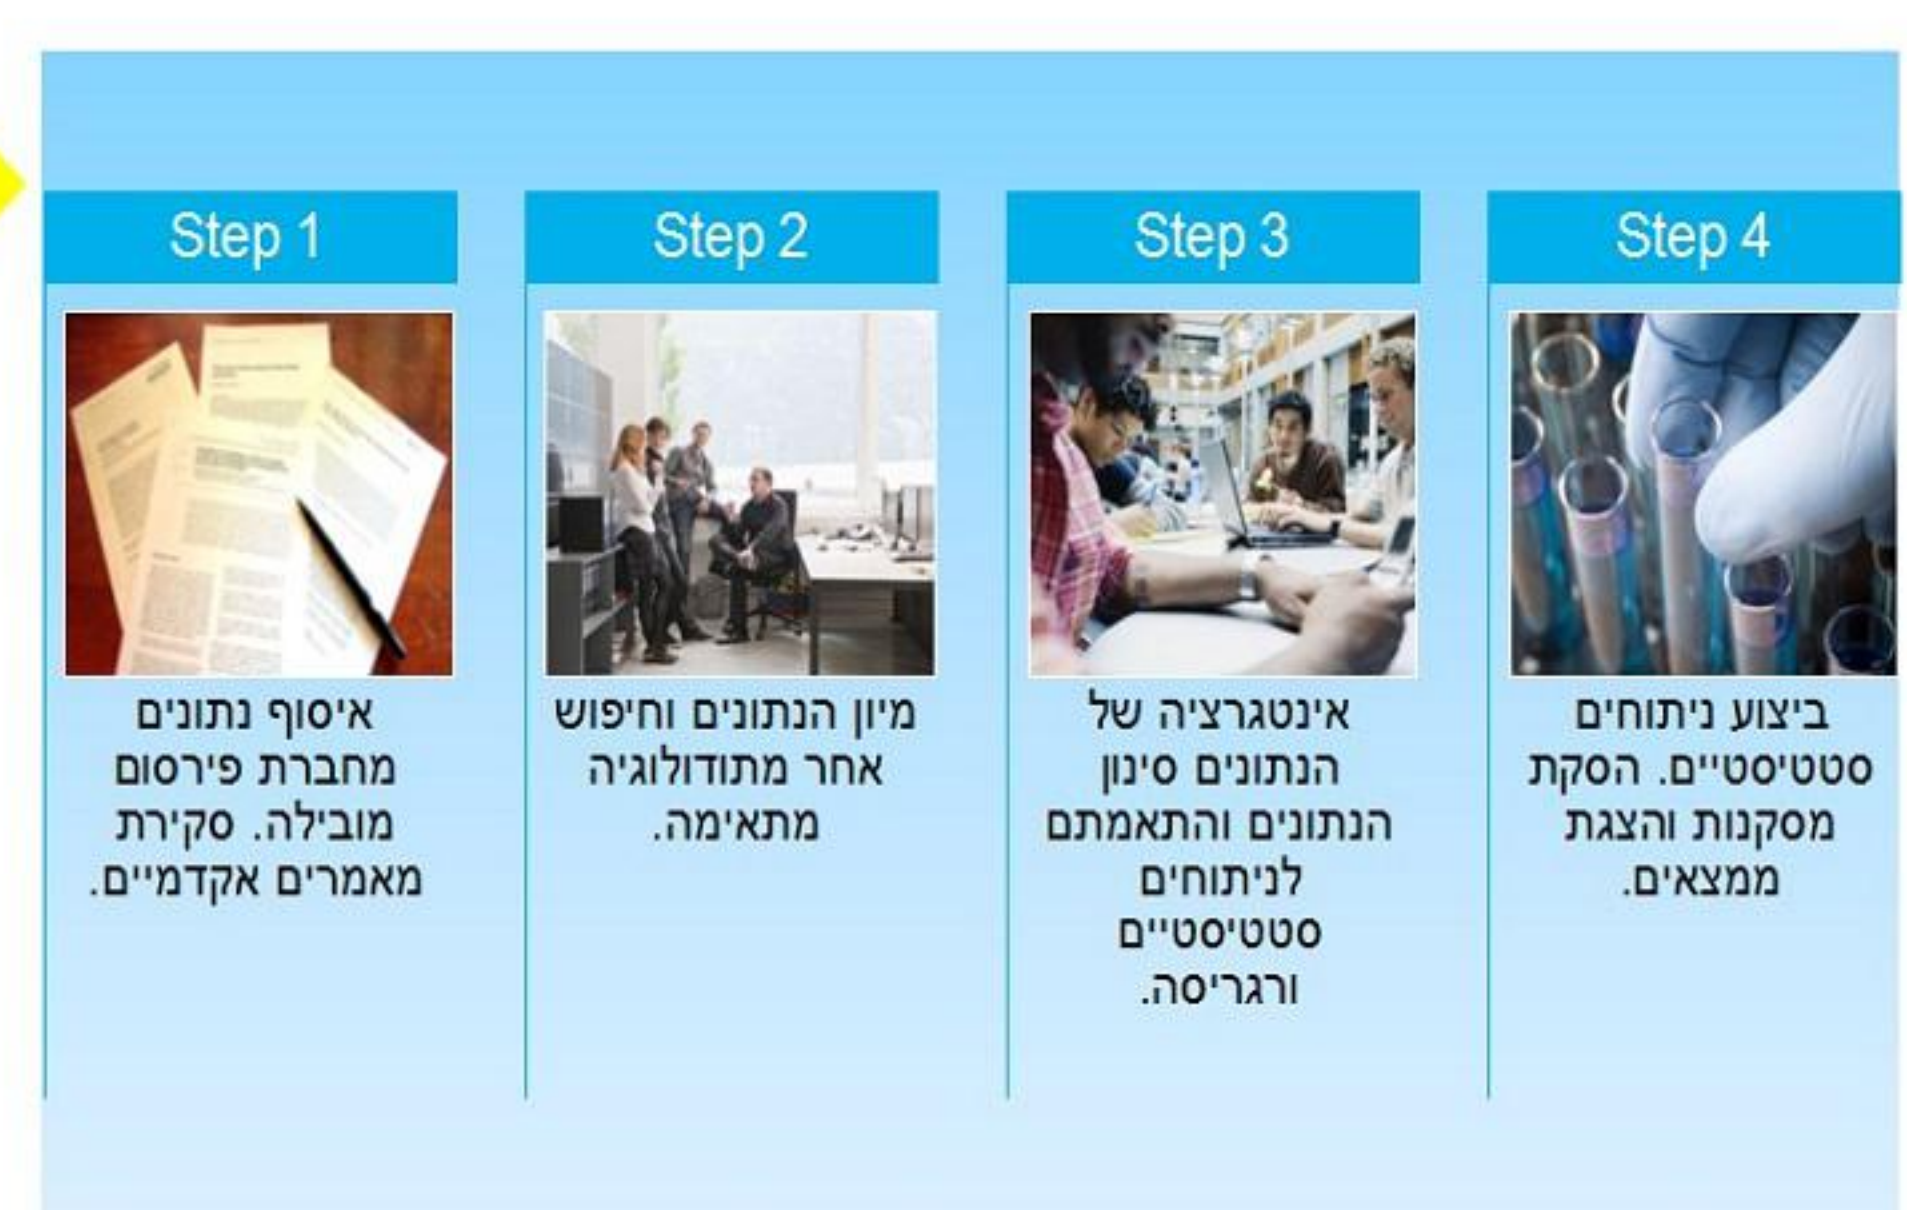 Step 1
איסוף נתונים
מחברת פירסום
מובילה. סקירת
מאמרים אקדמיים.
Step 2
מיון הנתונים וחיפוש
אחר מתודולוגיה
מתאימה.
Step 3
אינטגרציה של
הנתונים סינון
הנתונים והתאמתם
לניתוחים
סטטיסטיים
ורגריסה.
Step 4
ביצוע ניתוחים
סטטיסטיים. הסקת
מסקנות והצגת
ממצאים.